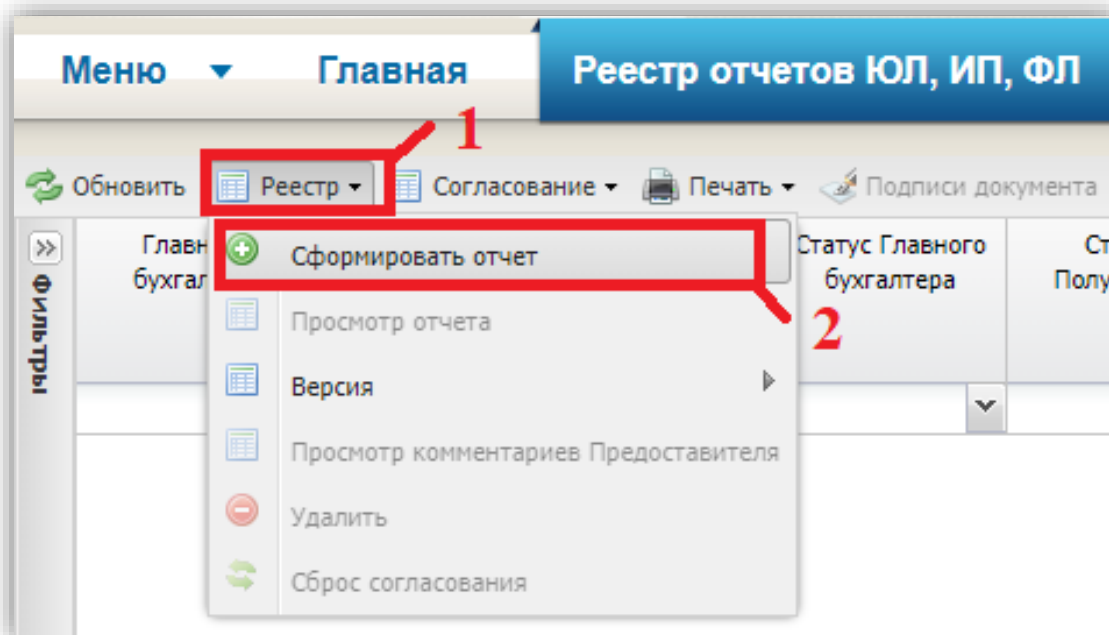 Меню Главная Реестр отчетов ЮЛ, ИП, ФЛ
1
Обновить Реестр Согласование Печать Подписи документа
Фильтры
Статус Главного
бухгалтера
Сформировать отчет
2
Просмотр отчета
Версия
Просмотр комментариев Предоставителя
Удалить
Сброс согласования